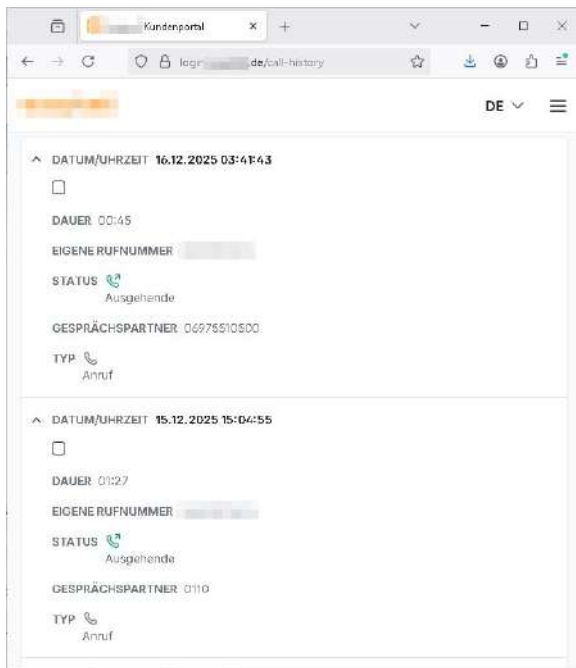 Kundenportal
login .de/call-history
DE
DATUM/UHRZEIT 16.12.2025 03:41:43
DAUER 00:45
EIGENE RUFNUMMER
STATUS
Ausgehende
GESPRÄCHSPARTNER 06975510500
TYP
Anruf
DATUM/UHRZEIT 15.12.2025 15:04:55
DAUER 01:27
EIGENE RUFNUMMER
STATUS
Ausgehende
GESPRÄCHSPARTNER 0110
TYP
Anruf